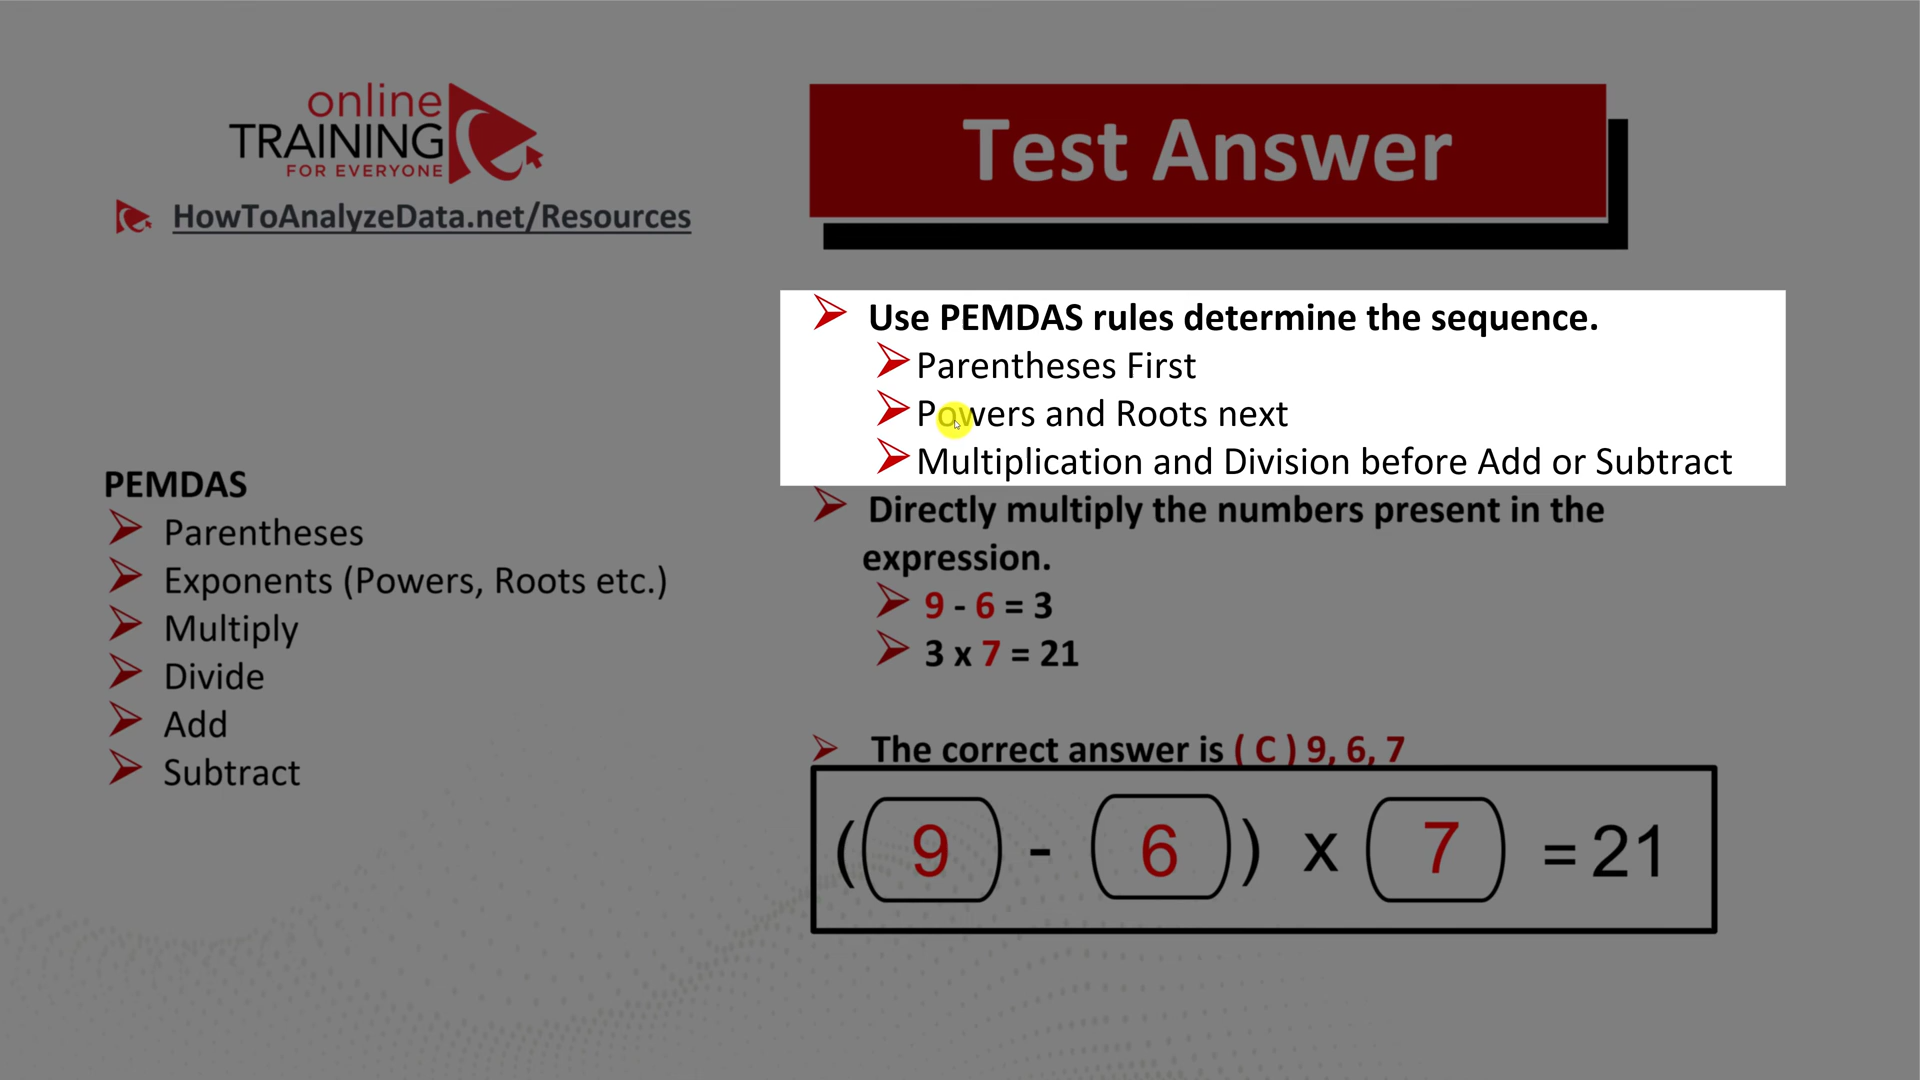 online
TRAINING
FOR EVERYONE
HowToAnalyzeData.net/Resources
PEMDAS
Parentheses
Exponents (Powers, Roots etc.)
Multiply
Divide
Add
Subtract
Test Answer
Use PEMDAS rules determine the sequence.
Parentheses First
Powers and Roots next
Multiplication and Division before Add or Subtract
Directly multiply the numbers present in the
expression.
9 - 6 = 3
3 x 7 = 21
The correct answer is ( C ) 9, 6, 7
( 9 - 6 ) x 7 = 21